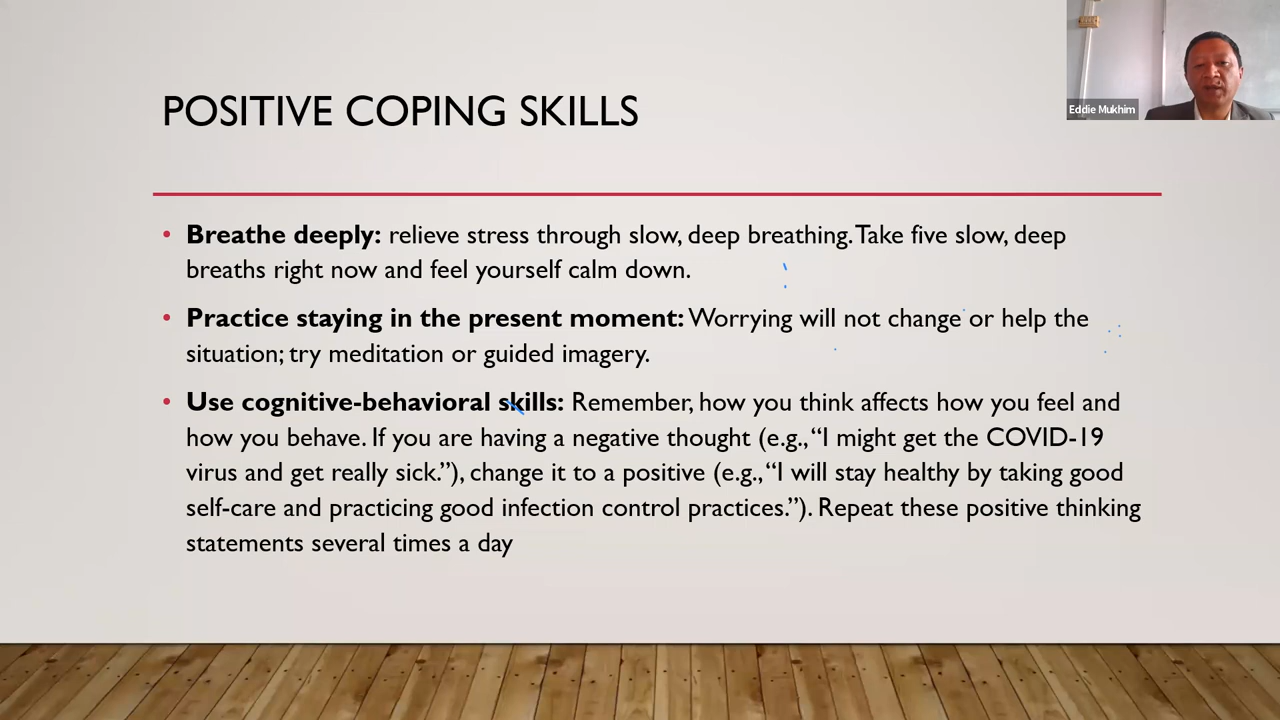 POSITIVE COPING SKILLS
Eddie Mukhim
• Breathe deeply: relieve stress through slow, deep breathing. Take five slow, deep
breaths right now and feel yourself calm down.
• Practice staying in the present moment: Worrying will not change or help the
situation; try meditation or guided imagery.
• Use cognitive-behavioral skills: Remember, how you think affects how you feel and
how you behave. If you are having a negative thought (e.g., “I might get the COVID-19
virus and get really sick.”), change it to a positive (e.g., “I will stay healthy by taking good
self-care and practicing good infection control practices.”). Repeat these positive thinking
statements several times a day